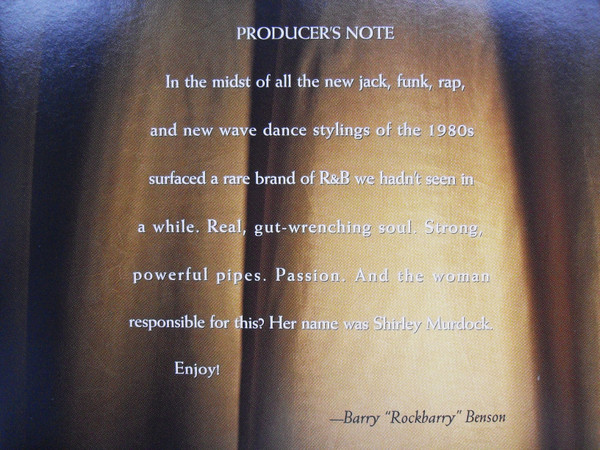 PRODUCER'S NOTE
In the midst of all the new jack, funk, rap,
and new wave dance stylings of the 1980s
surfaced a rare brand of R&B we hadn't seen in
a while. Real, gut-wrenching soul. Strong,
powerful pipes. Passion. And the woman
responsible for this? Her name was Shirley Murdock.
Enjoy!
—Barry "Rockbarry" Benson